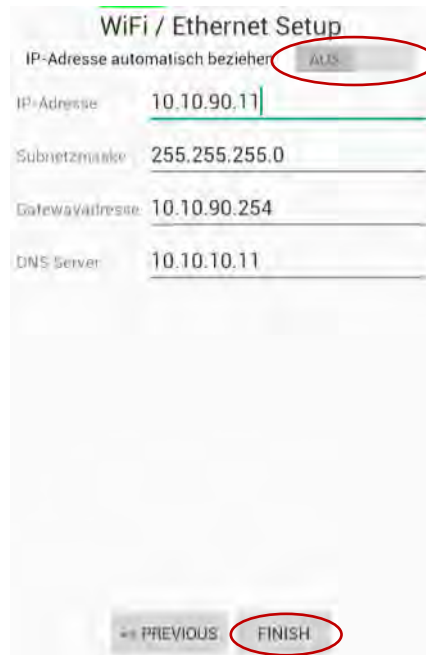 WiFi / Ethernet Setup
IP-Adresse automatisch beziehen AUS
IP-Adresse 10.10.90.11
Subnetzmaske 255.255.255.0
Gatewayadresse 10.10.90.254
DNS Server 10.10.10.11
<< PREVIOUS FINISH